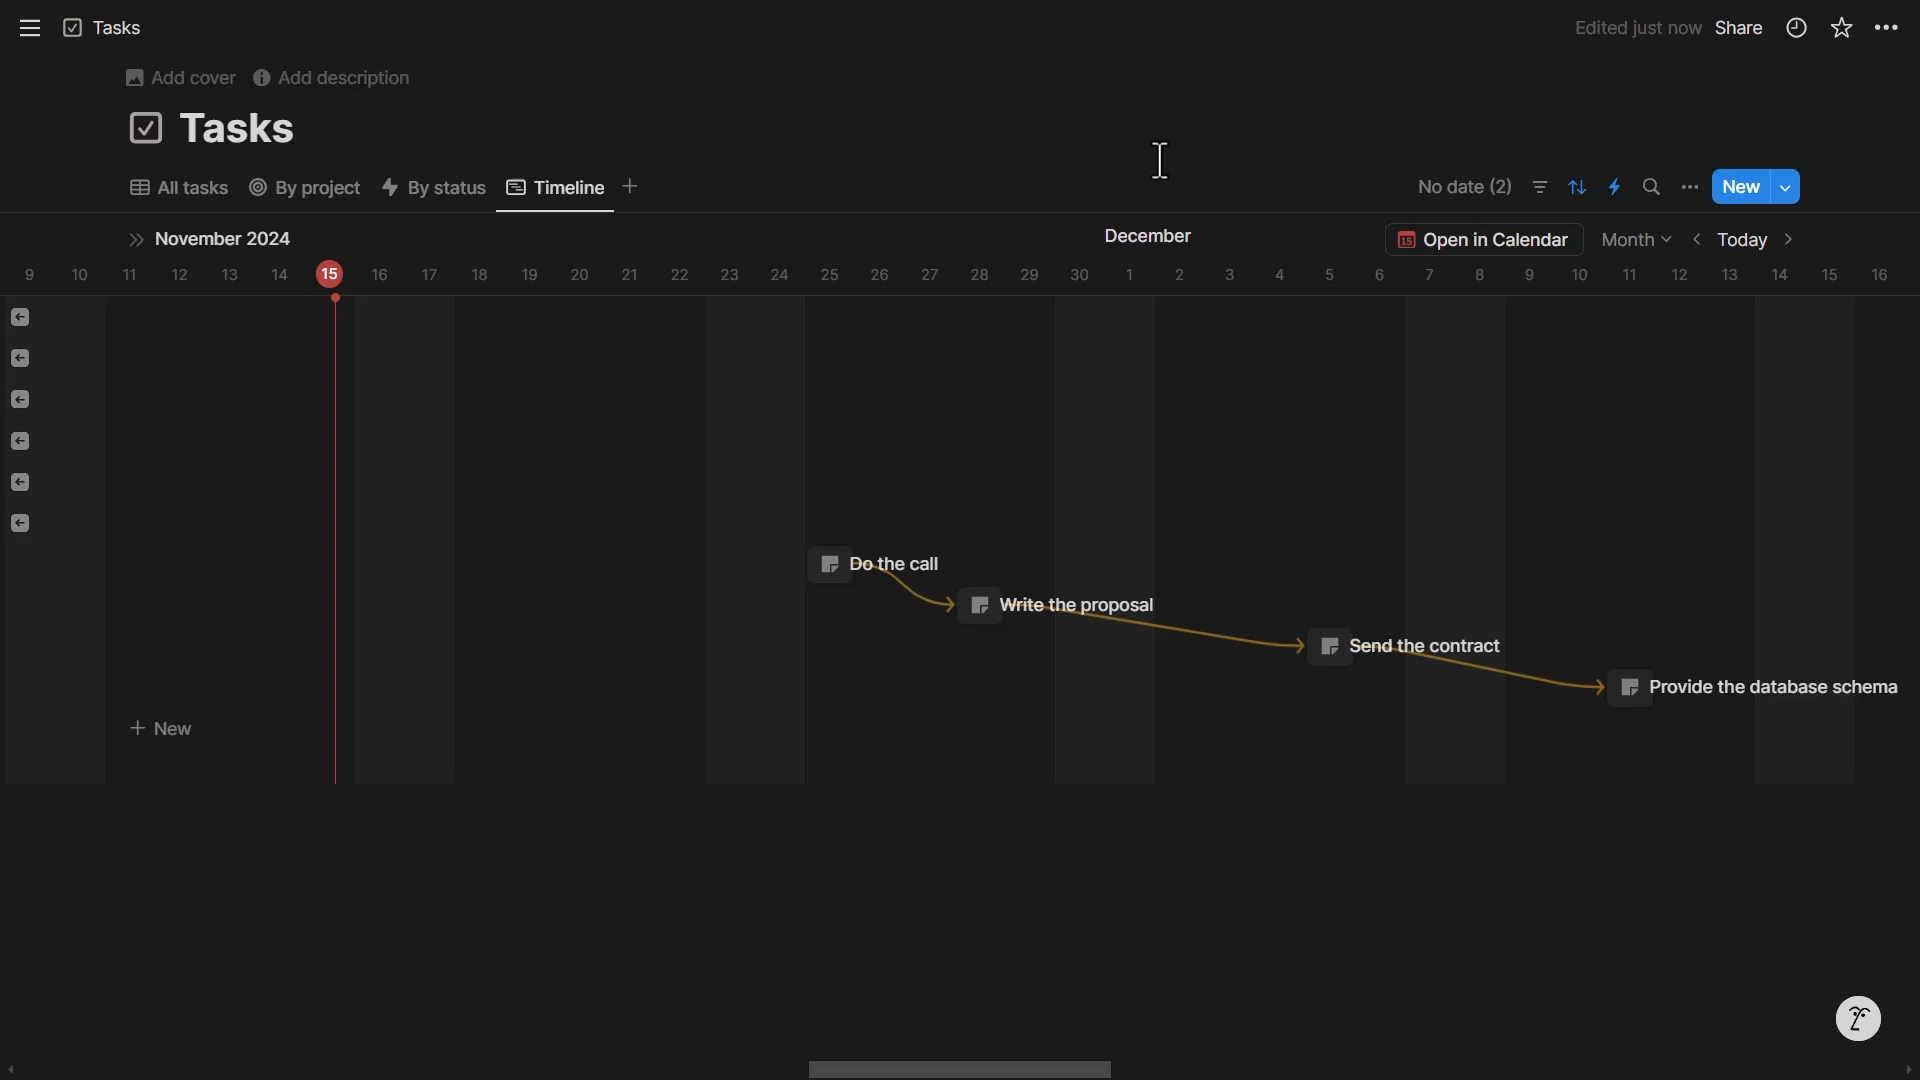 Tasks
Edited just now Share
Add cover Add description
Tasks
All tasks By project By status Timeline
No date (2) New
November 2024 December
15 Open in Calendar Month Today
9 10 11 12 13 14 15 16 17 18 19 20 21 22 23 24 25 26 27 28 29 30 1 2 3 4 5 6 7 8 9 10 11 12 13 14 15 16
Do the call
Write the proposal
Send the contract
Provide the database schema
New